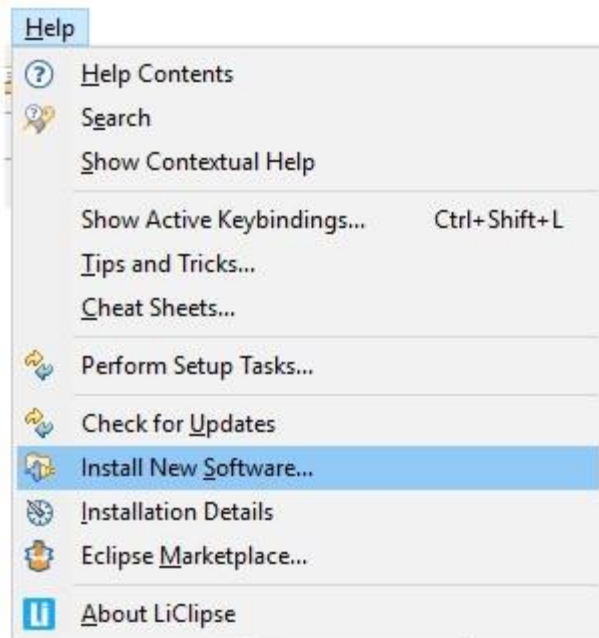 Help
Help Contents
Search
Show Contextual Help
Show Active Keybindings... Ctrl+Shift+L
Tips and Tricks...
Cheat Sheets...
Perform Setup Tasks...
Check for Updates
Install New Software...
Installation Details
Eclipse Marketplace...
Li About LiClipse